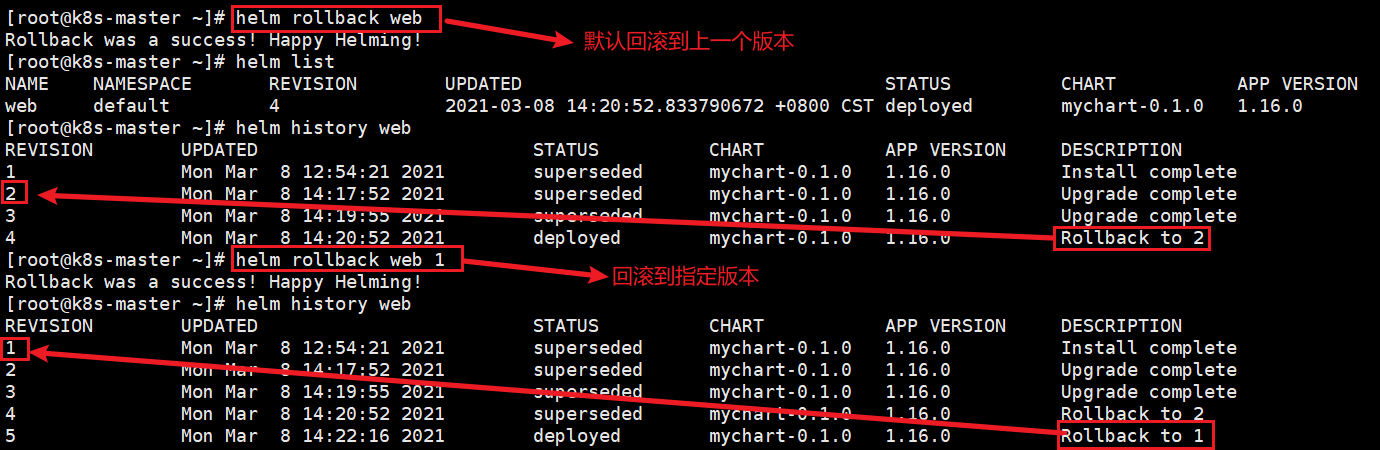 [root@k8s-master ~]# helm rollback web
Rollback was a success! Happy Helming!
默认回滚到上一个版本
[root@k8s-master ~]# helm list
NAME NAMESPACE REVISION UPDATED STATUS CHART APP VERSION
web default 4 2021-03-08 14:20:52.833790672 +0800 CST deployed mychart-0.1.0 1.16.0
[root@k8s-master ~]# helm history web
REVISION UPDATED STATUS CHART APP VERSION DESCRIPTION
1 Mon Mar 8 12:54:21 2021 superseded mychart-0.1.0 1.16.0 Install complete
2 Mon Mar 8 14:17:52 2021 superseded mychart-0.1.0 1.16.0 Upgrade complete
3 Mon Mar 8 14:19:55 2021 superseded mychart-0.1.0 1.16.0 Upgrade complete
4 Mon Mar 8 14:20:52 2021 deployed mychart-0.1.0 1.16.0 Rollback to 2
[root@k8s-master ~]# helm rollback web 1
回滚到指定版本
Rollback was a success! Happy Helming!
[root@k8s-master ~]# helm history web
REVISION UPDATED STATUS CHART APP VERSION DESCRIPTION
1 Mon Mar 8 12:54:21 2021 superseded mychart-0.1.0 1.16.0 Install complete
2 Mon Mar 8 14:17:52 2021 superseded mychart-0.1.0 1.16.0 Upgrade complete
3 Mon Mar 8 14:19:55 2021 superseded mychart-0.1.0 1.16.0 Upgrade complete
4 Mon Mar 8 14:20:52 2021 superseded mychart-0.1.0 1.16.0 Rollback to 2
5 Mon Mar 8 14:22:16 2021 deployed mychart-0.1.0 1.16.0 Rollback to 1